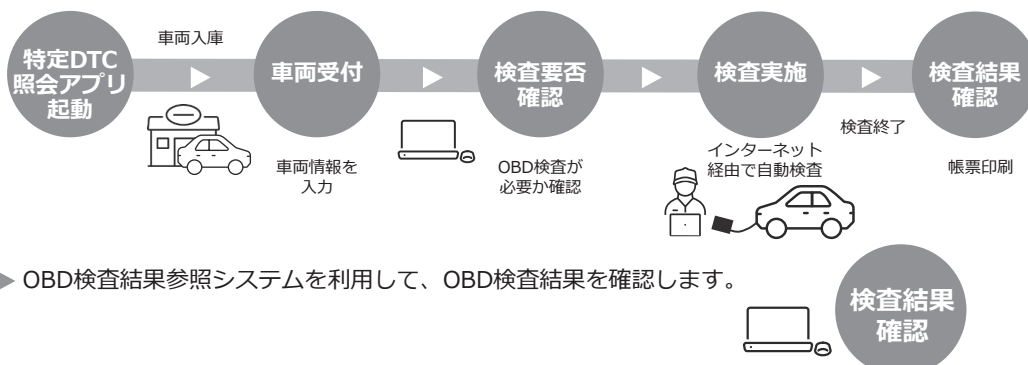 特定DTC
照会アプリ
起動
車両入庫
車両受付
車両情報を
入力
検査要否
確認
OBD検査が
必要か確認
検査実施
インターネット
経由で自動検査
検査終了
検査結果
確認
帳票印刷
OBD検査結果参照システムを利用して、OBD検査結果を確認します。
検査結果
確認